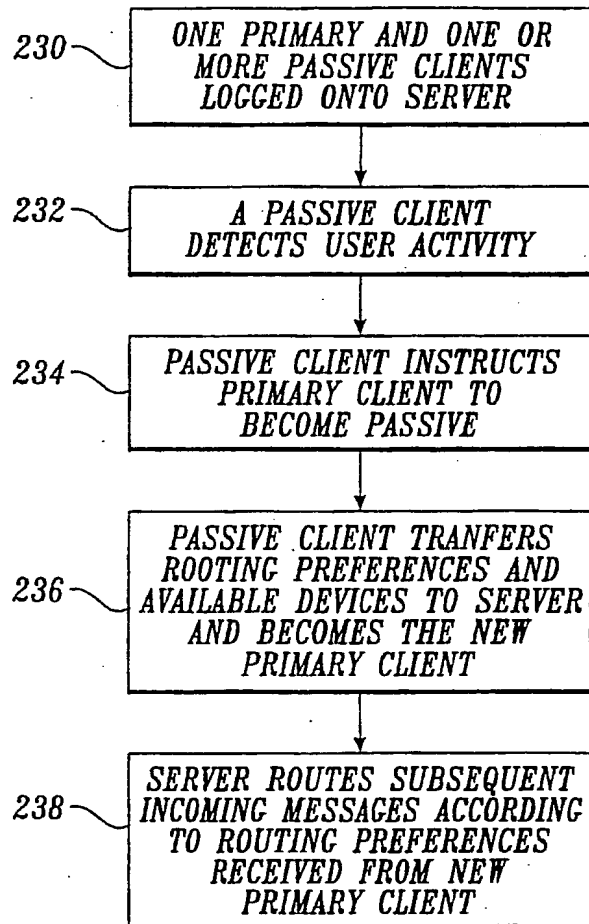 230
ONE PRIMARY AND ONE OR
MORE PASSIVE CLIENTS
LOGGED ONTO SERVER
232
A PASSIVE CLIENT
DETECTS USER ACTIVITY
234
PASSIVE CLIENT INSTRUCTS
PRIMARY CLIENT TO
BECOME PASSIVE
236
PASSIVE CLIENT TRANFERS
ROOTING PREFERENCES AND
AVAILABLE DEVICES TO SERVER
AND BECOMES THE NEW
PRIMARY CLIENT
238
SERVER ROUTES SUBSEQUENT
INCOMING MESSAGES ACCORDING
TO ROUTING PREFERENCES
RECEIVED FROM NEW
PRIMARY CLIENT